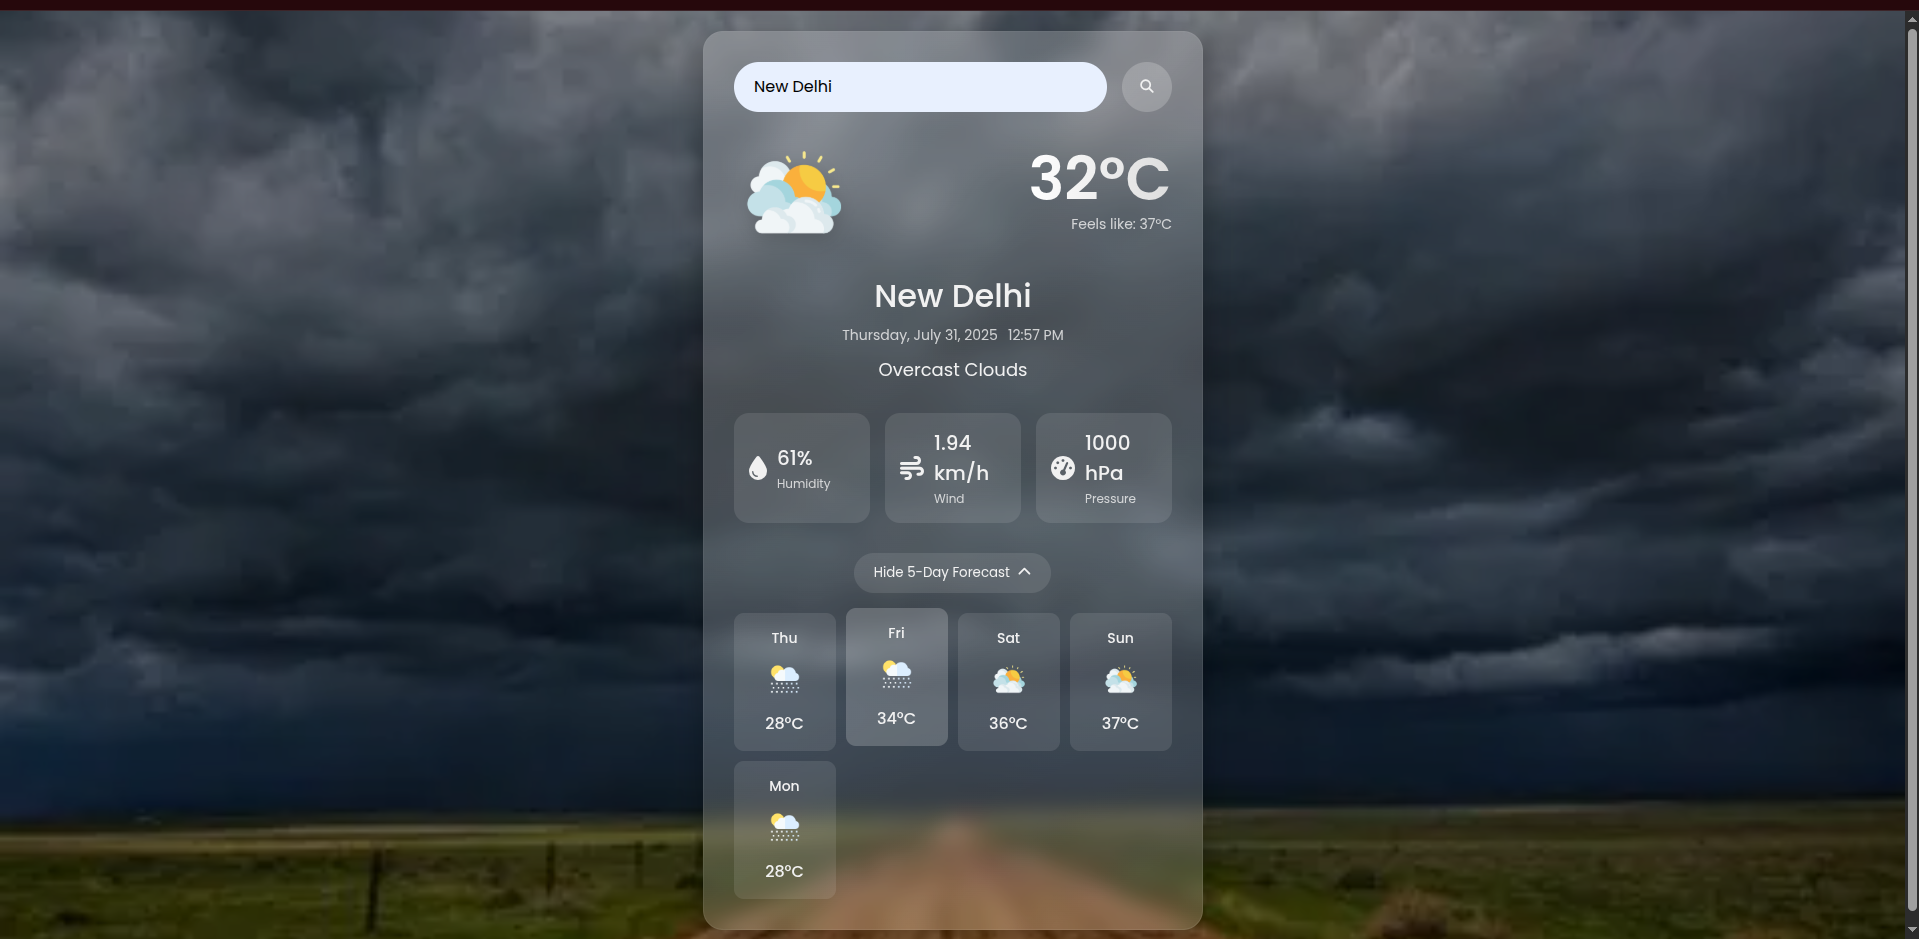 New Delhi
32°C
Feels like: 37°C
New Delhi
Thursday, July 31, 2025 12:57 PM
Overcast Clouds
61%
Humidity
1.94
km/h
Wind
1000
hPa
Pressure
Hide 5-Day Forecast
Thu
28°C
Fri
34°C
Sat
36°C
Sun
37°C
Mon
28°C